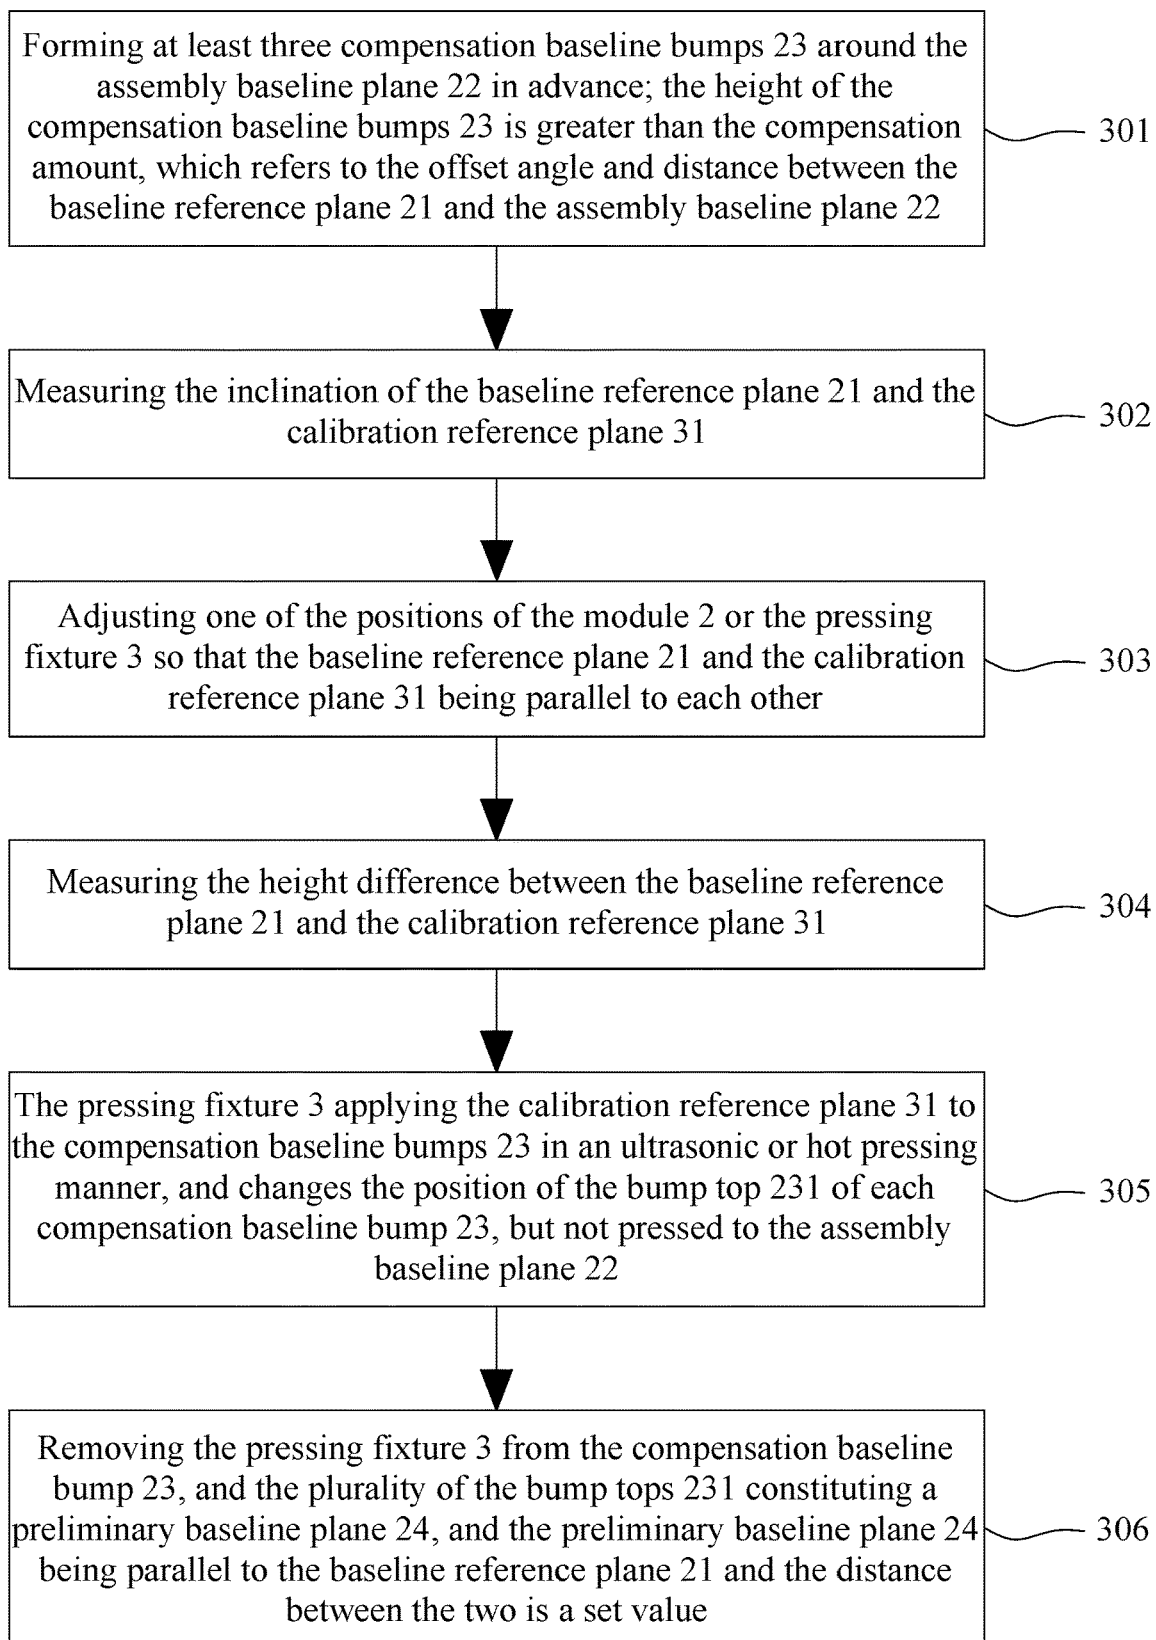 Forming at least three compensation baseline bumps 23 around the
assembly baseline plane 22 in advance; the height of the
compensation baseline bumps 23 is greater than the compensation
amount, which refers to the offset angle and distance between the
baseline reference plane 21 and the assembly baseline plane 22
301
Measuring the inclination of the baseline reference plane 21 and the
calibration reference plane 31
302
Adjusting one of the positions of the module 2 or the pressing
fixture 3 so that the baseline reference plane 21 and the calibration
reference plane 31 being parallel to each other
303
Measuring the height difference between the baseline reference
plane 21 and the calibration reference plane 31
304
The pressing fixture 3 applying the calibration reference plane 31 to
the compensation baseline bumps 23 in an ultrasonic or hot pressing
manner, and changes the position of the bump top 231 of each
compensation baseline bump 23, but not pressed to the assembly
baseline plane 22
305
Removing the pressing fixture 3 from the compensation baseline
bump 23, and the plurality of the bump tops 231 constituting a
preliminary baseline plane 24, and the preliminary baseline plane 24
being parallel to the baseline reference plane 21 and the distance
between the two is a set value
306